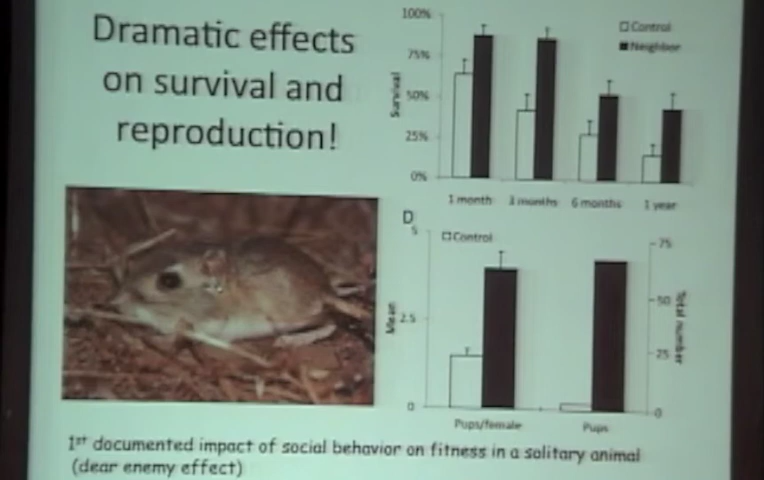 Dramatic effects
on survival and
reproduction!
100%
75%
50%
25%
0%
Survival
Control
Neighbor
1 month
3 months
6 months
1 year
D
5
2.5
0
Mean
Control
75
50
25
0
Total number
Pups/female
Pups
1st documented impact of social behavior on fitness in a solitary animal
(dear enemy effect)